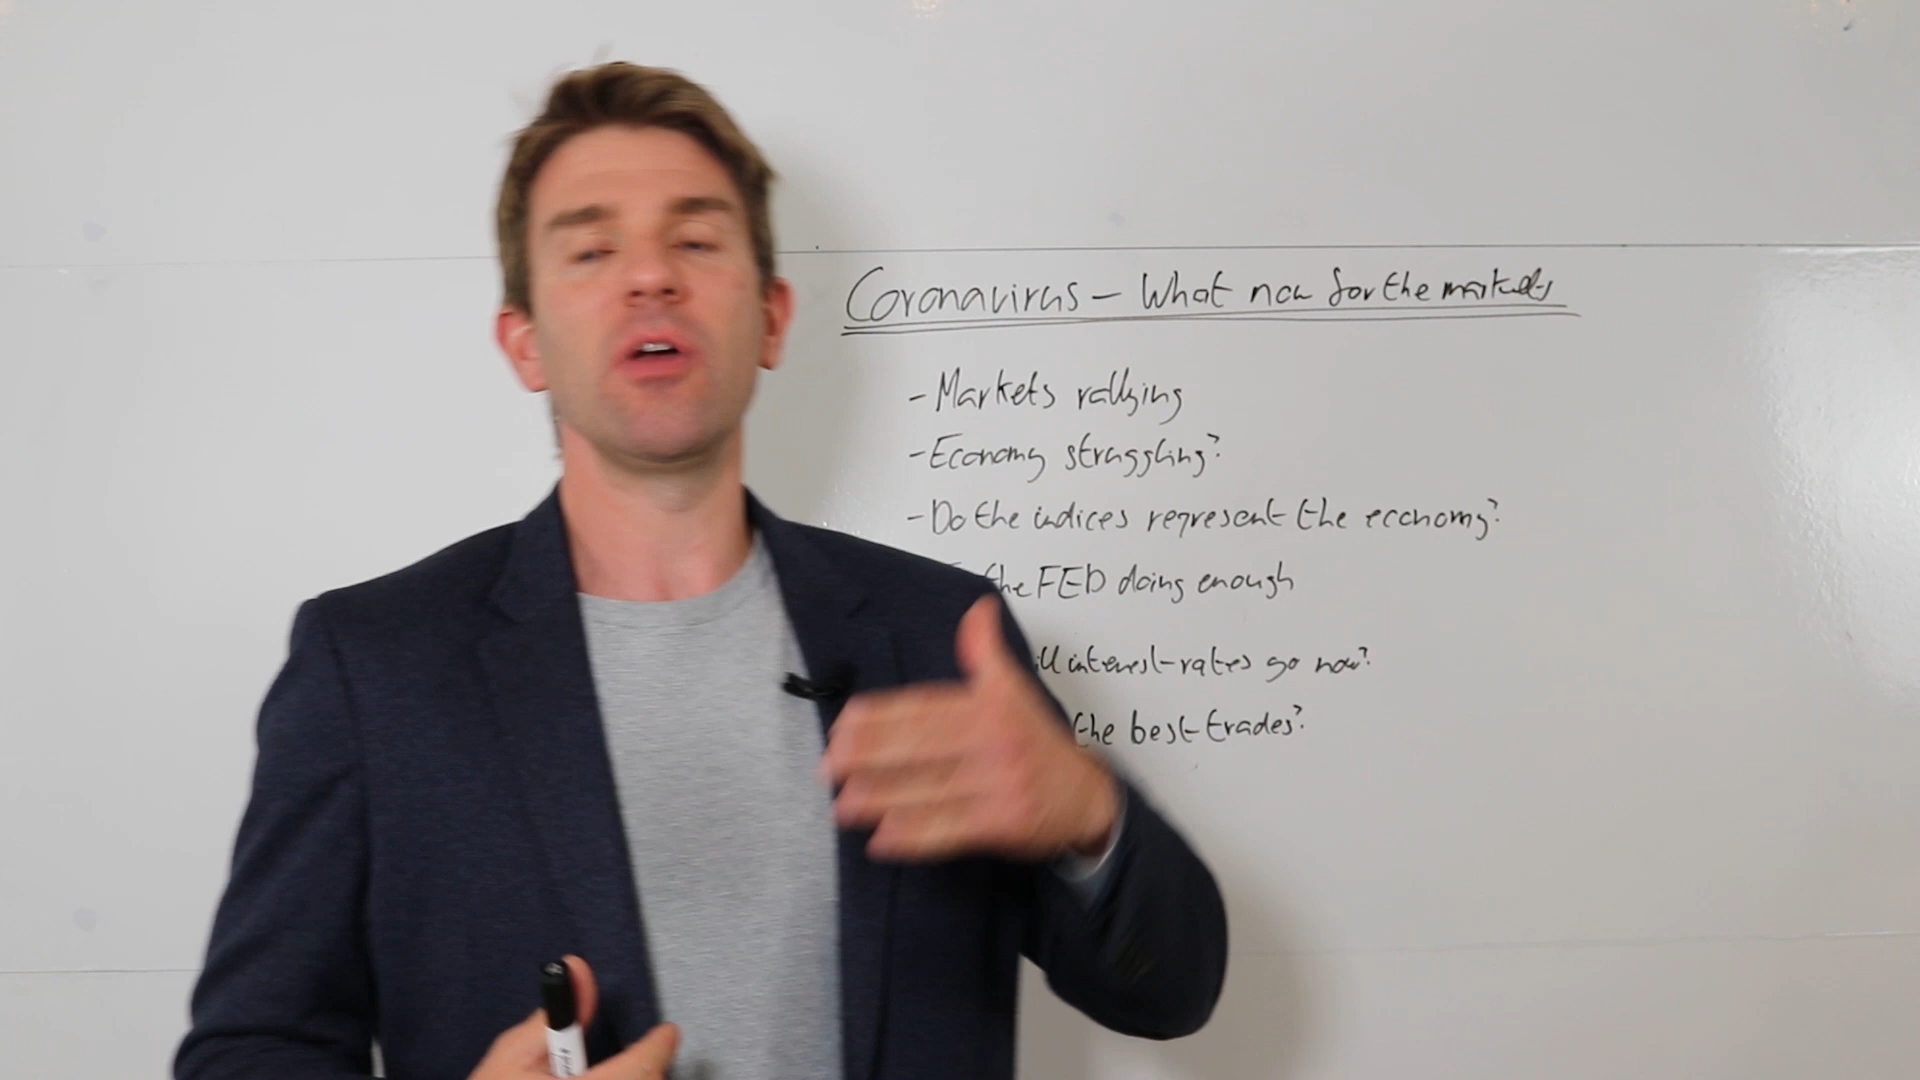 Coronavirus - What now for the markets
- Markets rallying
- Economy struggling?
- Do the indices represent the economy?
the FED doing enough
ill interest rates go now?
the best trades?